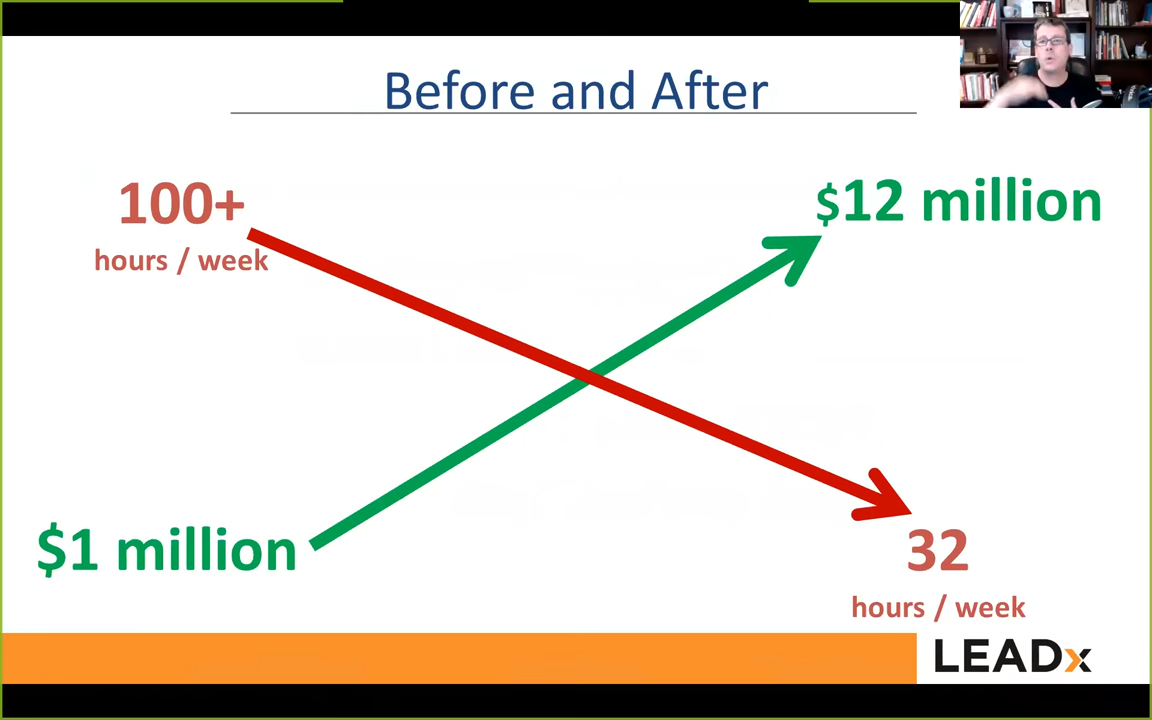 Before and After
100+
hours / week
$12 million
$1 million
32
hours / week
LEADx